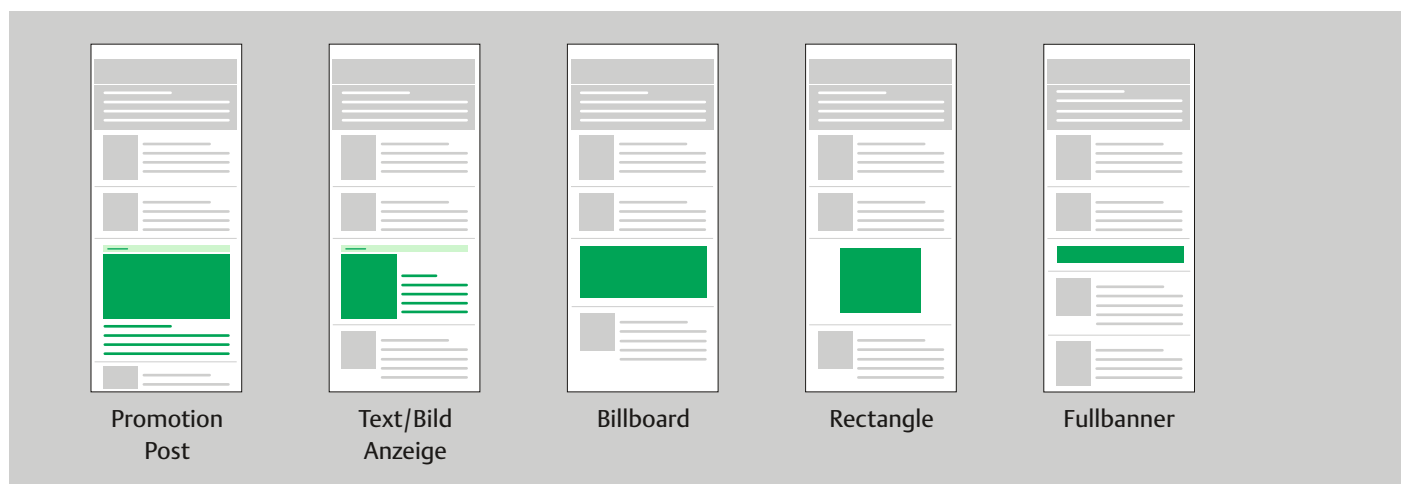 Promotion
Post
Text/Bild
Anzeige
Billboard
Rectangle
Fullbanner